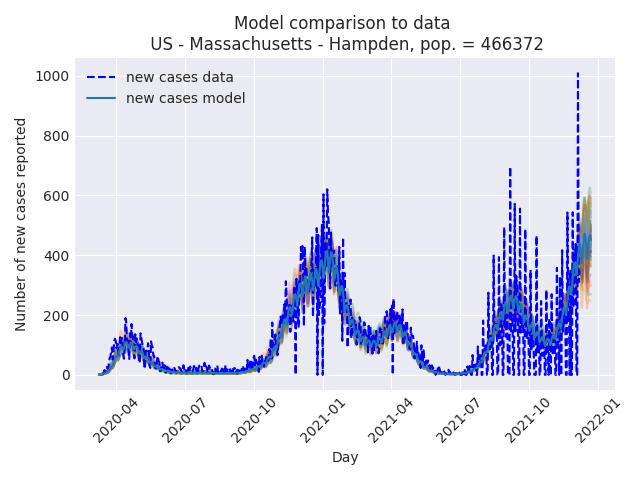 Model comparison to data
US - Massachusetts - Hampden, pop. = 466372
new cases data
new cases model
Number of new cases reported
1000
800
600
400
200
0
2020-04
2020-07
2020-10
2021-01
2021-04
2021-07
2021-10
2022-01
Day